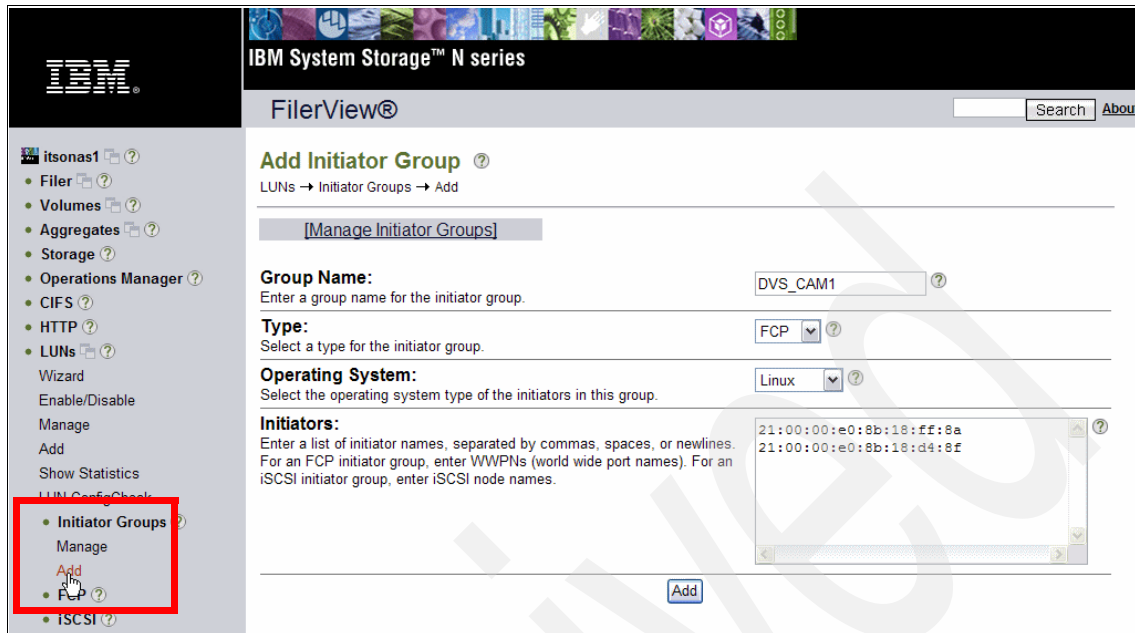 IBM
IBM System Storage™ N series
FilerView®
Search
Abou
itsonas1
Filer
Volumes
Aggregates
Storage
Operations Manager
CIFS
HTTP
LUNs
Wizard
Enable/Disable
Manage
Add
Show Statistics
LUN ConfigCheck
Initiator Groups
Manage
Add
FCP
iSCSI
Add Initiator Group
LUNs → Initiator Groups → Add
[Manage Initiator Groups]
Group Name:
Enter a group name for the initiator group.
DVS_CAM1
Type:
Select a type for the initiator group.
FCP
Operating System:
Select the operating system type of the initiators in this group.
Linux
Initiators:
Enter a list of initiator names, separated by commas, spaces, or newlines.
For an FCP initiator group, enter WWPNs (world wide port names). For an
iSCSI initiator group, enter iSCSI node names.
21:00:00:e0:8b:18:ff:8a
21:00:00:e0:8b:18:d4:8f
Add